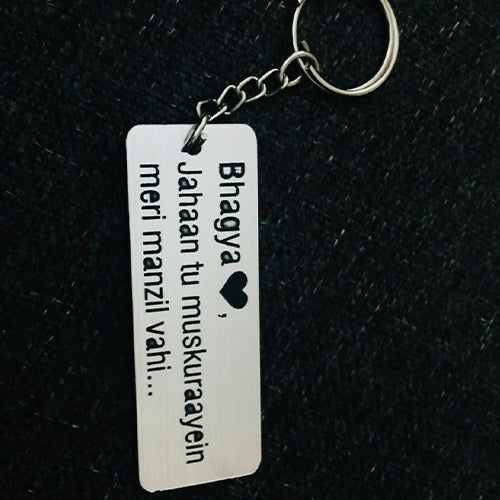 Bhagya ♥,
Jahaan tu muskuraayein
meri manzil vahi...